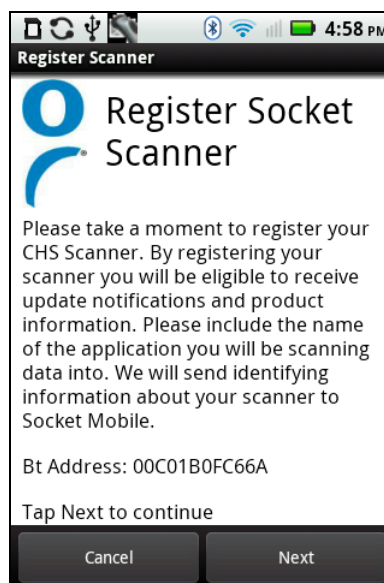 4:58 PM
Register Scanner
Register Socket
Scanner
Please take a moment to register your
CHS Scanner. By registering your
scanner you will be eligible to receive
update notifications and product
information. Please include the name
of the application you will be scanning
data into. We will send identifying
information about your scanner to
Socket Mobile.
Bt Address: 00C01B0FC66A
Tap Next to continue
Cancel Next